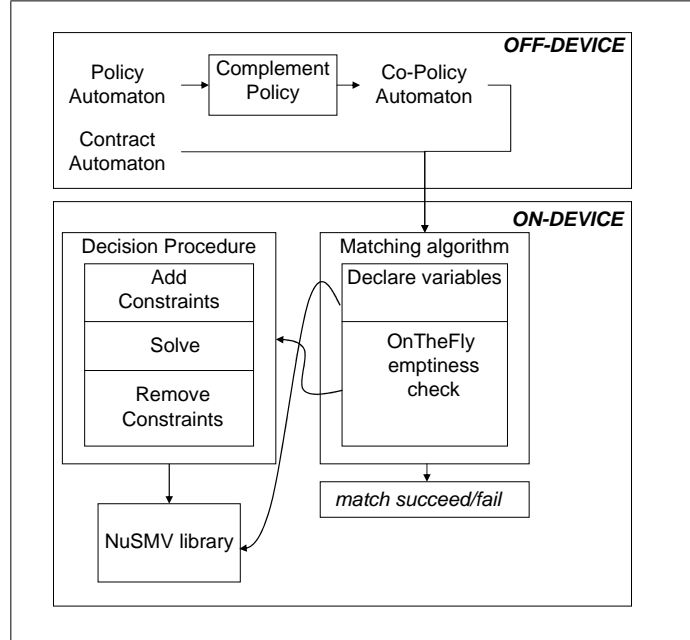 OFF-DEVICE
Policy
Automaton
Complement
Policy
Co-Policy
Automaton
Contract
Automaton
ON-DEVICE
Decision Procedure
Add
Constraints
Solve
Remove
Constraints
NuSMV library
Matching algorithm
Declare variables
OnTheFly
emptiness
check
match succeed/fail